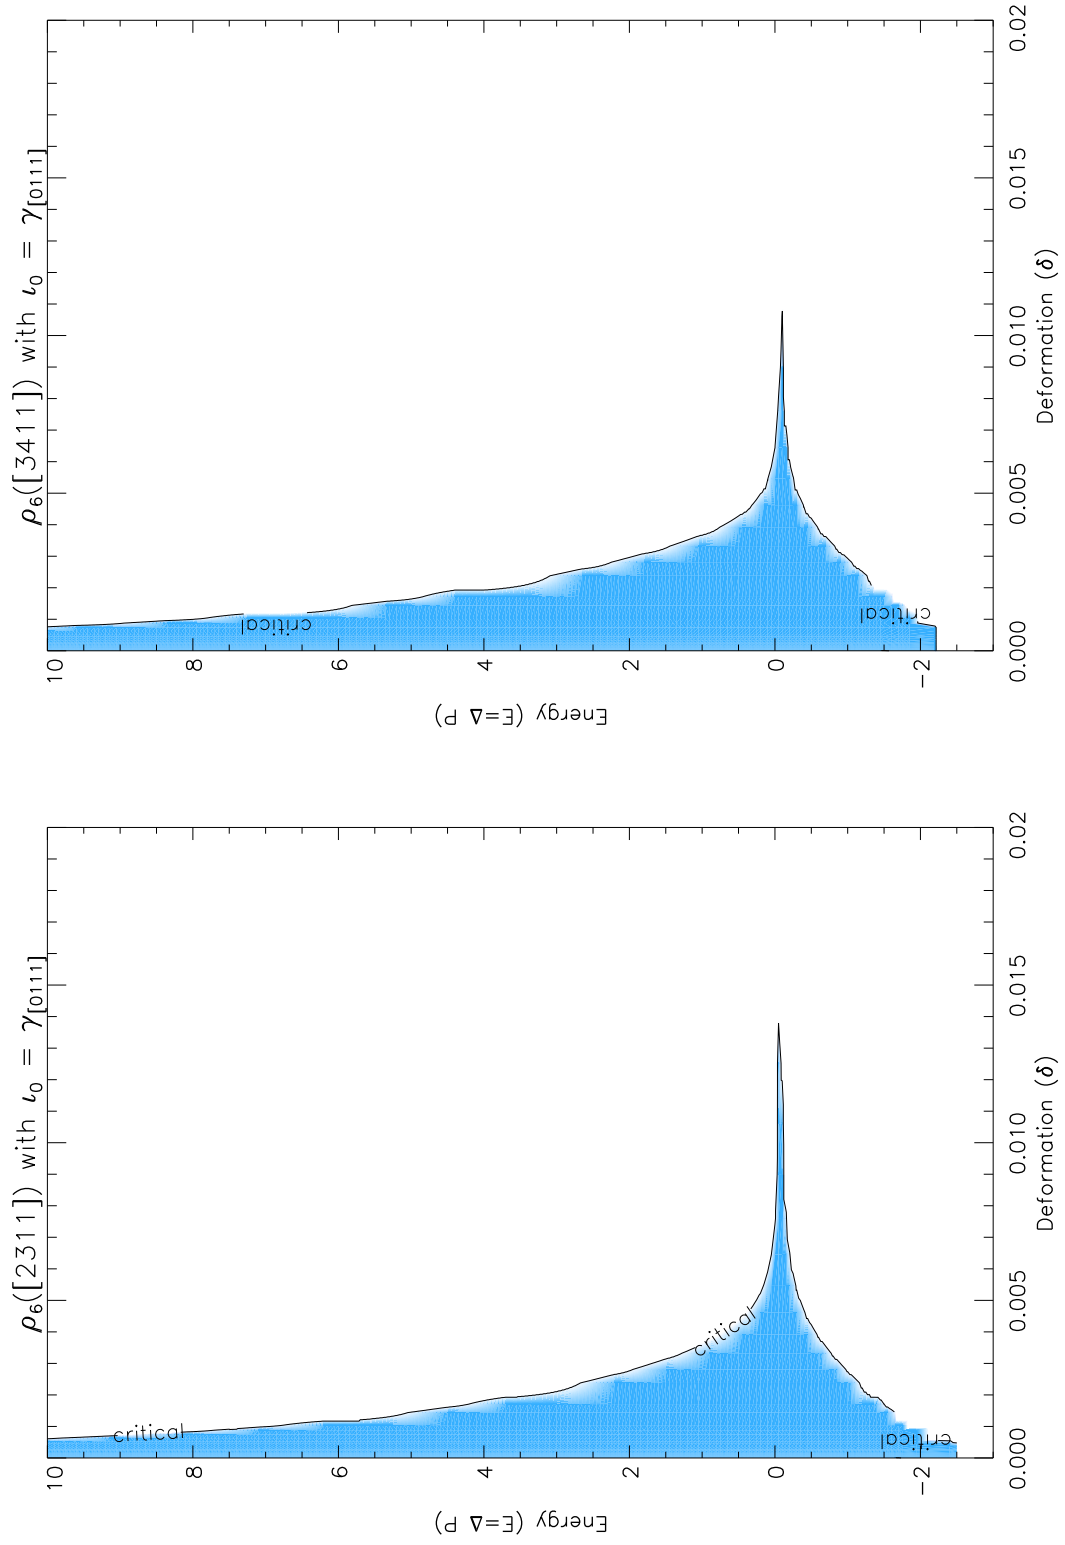 ρ6([2311]) with ι0 = γ[0111]
Energy (E=Δ P)
10
8
6
4
2
0
−2
critical
critical
critical
0.000
0.005
0.010
0.015
0.02
Deformation (δ)
ρ6([3411]) with ι0 = γ[0111]
Energy (E=Δ P)
10
8
6
4
2
0
−2
critical
critical
0.000
0.005
0.010
0.015
0.02
Deformation (δ)